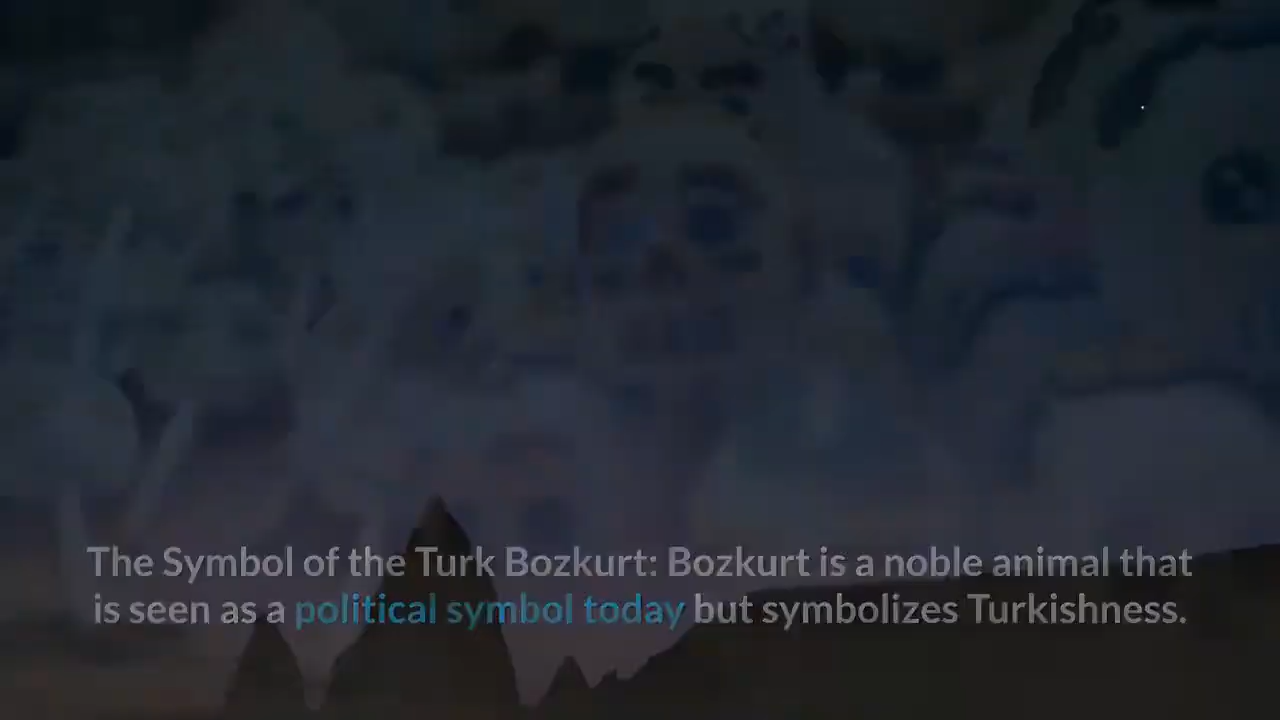 The Symbol of the Turk Bozkurt: Bozkurt is a noble animal that
is seen as a political symbol today but symbolizes Turkishness.